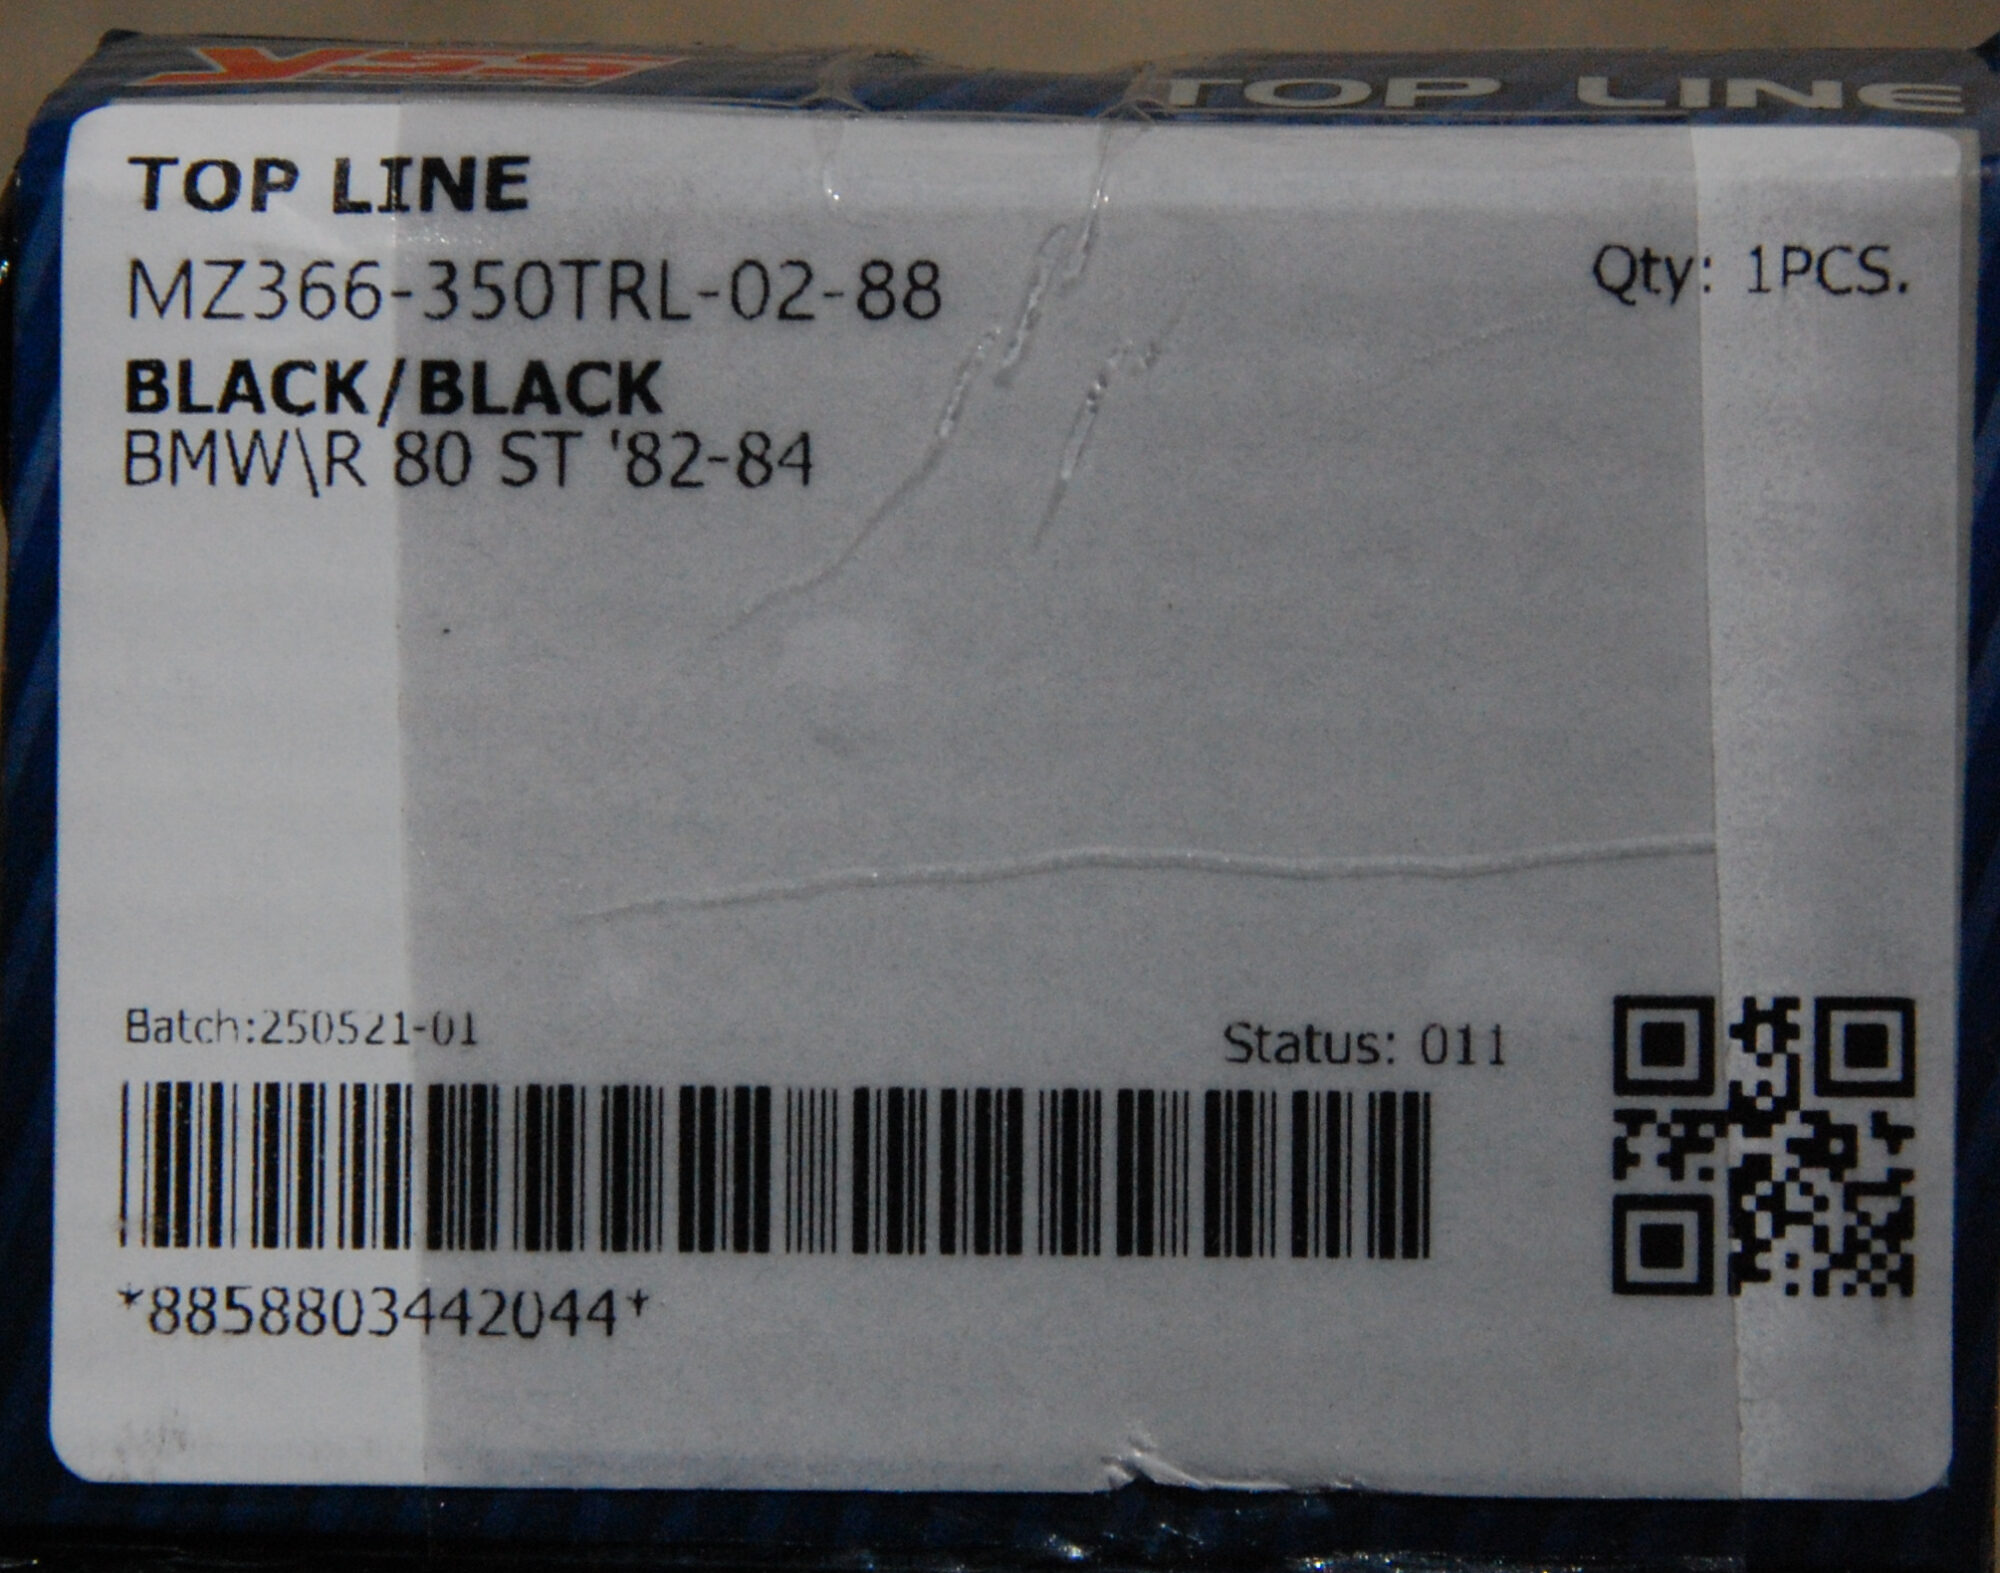 YSS
TOP LINE
TOP LINE
MZ366-350TRL-02-88
Qty: 1PCS.
BLACK/BLACK
BMW\R 80 ST '82-84
Batch:250521-01
Status: 011
*8858803442044*